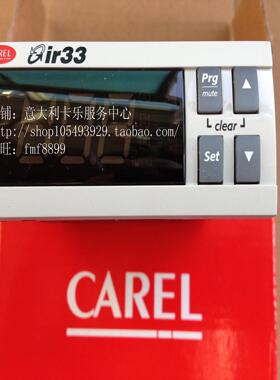 CAREL
ir33
Prg
mute
铺：意大利卡乐服务中心
http://shop105493929.taobao.com/
clear
旺：fmf8899
Set
CAREL